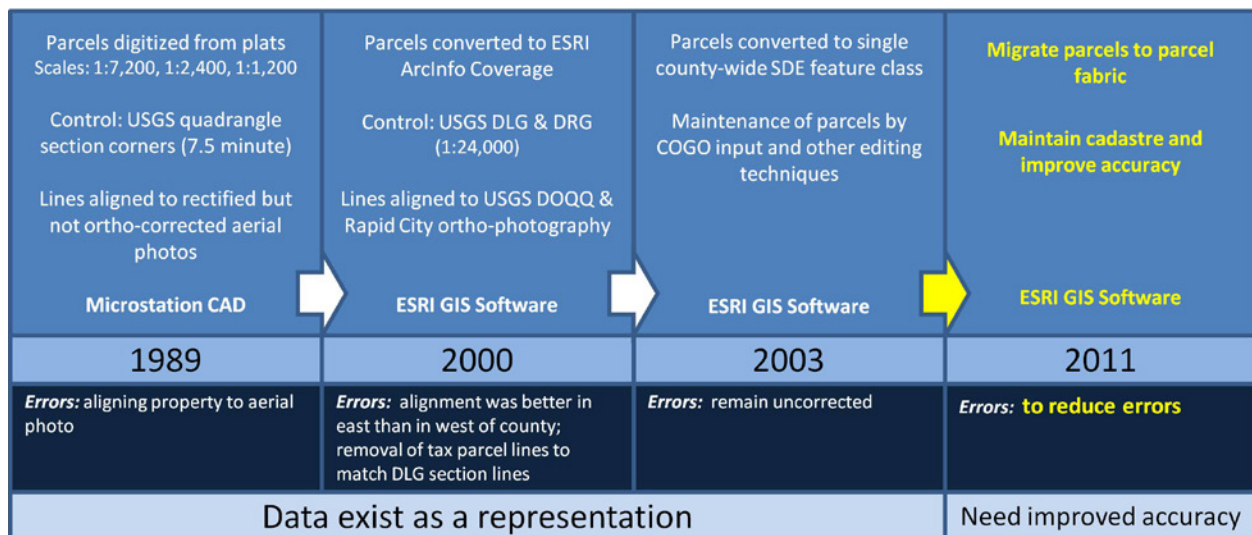 Parcels digitized from plats
Scales: 1:7,200, 1:2,400, 1:1,200
Control: USGS quadrangle
section corners (7.5 minute)
Lines aligned to rectified but
not ortho-corrected aerial
photos
Microstation CAD
Parcels converted to ESRI
ArcInfo Coverage
Control: USGS DLG & DRG
(1:24,000)
Lines aligned to USGS DOQQ &
Rapid City ortho-photography
ESRI GIS Software
Parcels converted to single
county-wide SDE feature class
Maintenance of parcels by
COGO input and other editing
techniques
ESRI GIS Software
Migrate parcels to parcel
fabric
Maintain cadastre and
improve accuracy
ESRI GIS Software
1989
2000
2003
2011
Errors: aligning property to aerial
photo
Errors: alignment was better in
east than in west of county;
removal of tax parcel lines to
match DLG section lines
Errors: remain uncorrected
Errors: to reduce errors
Data exist as a representation
Need improved accuracy